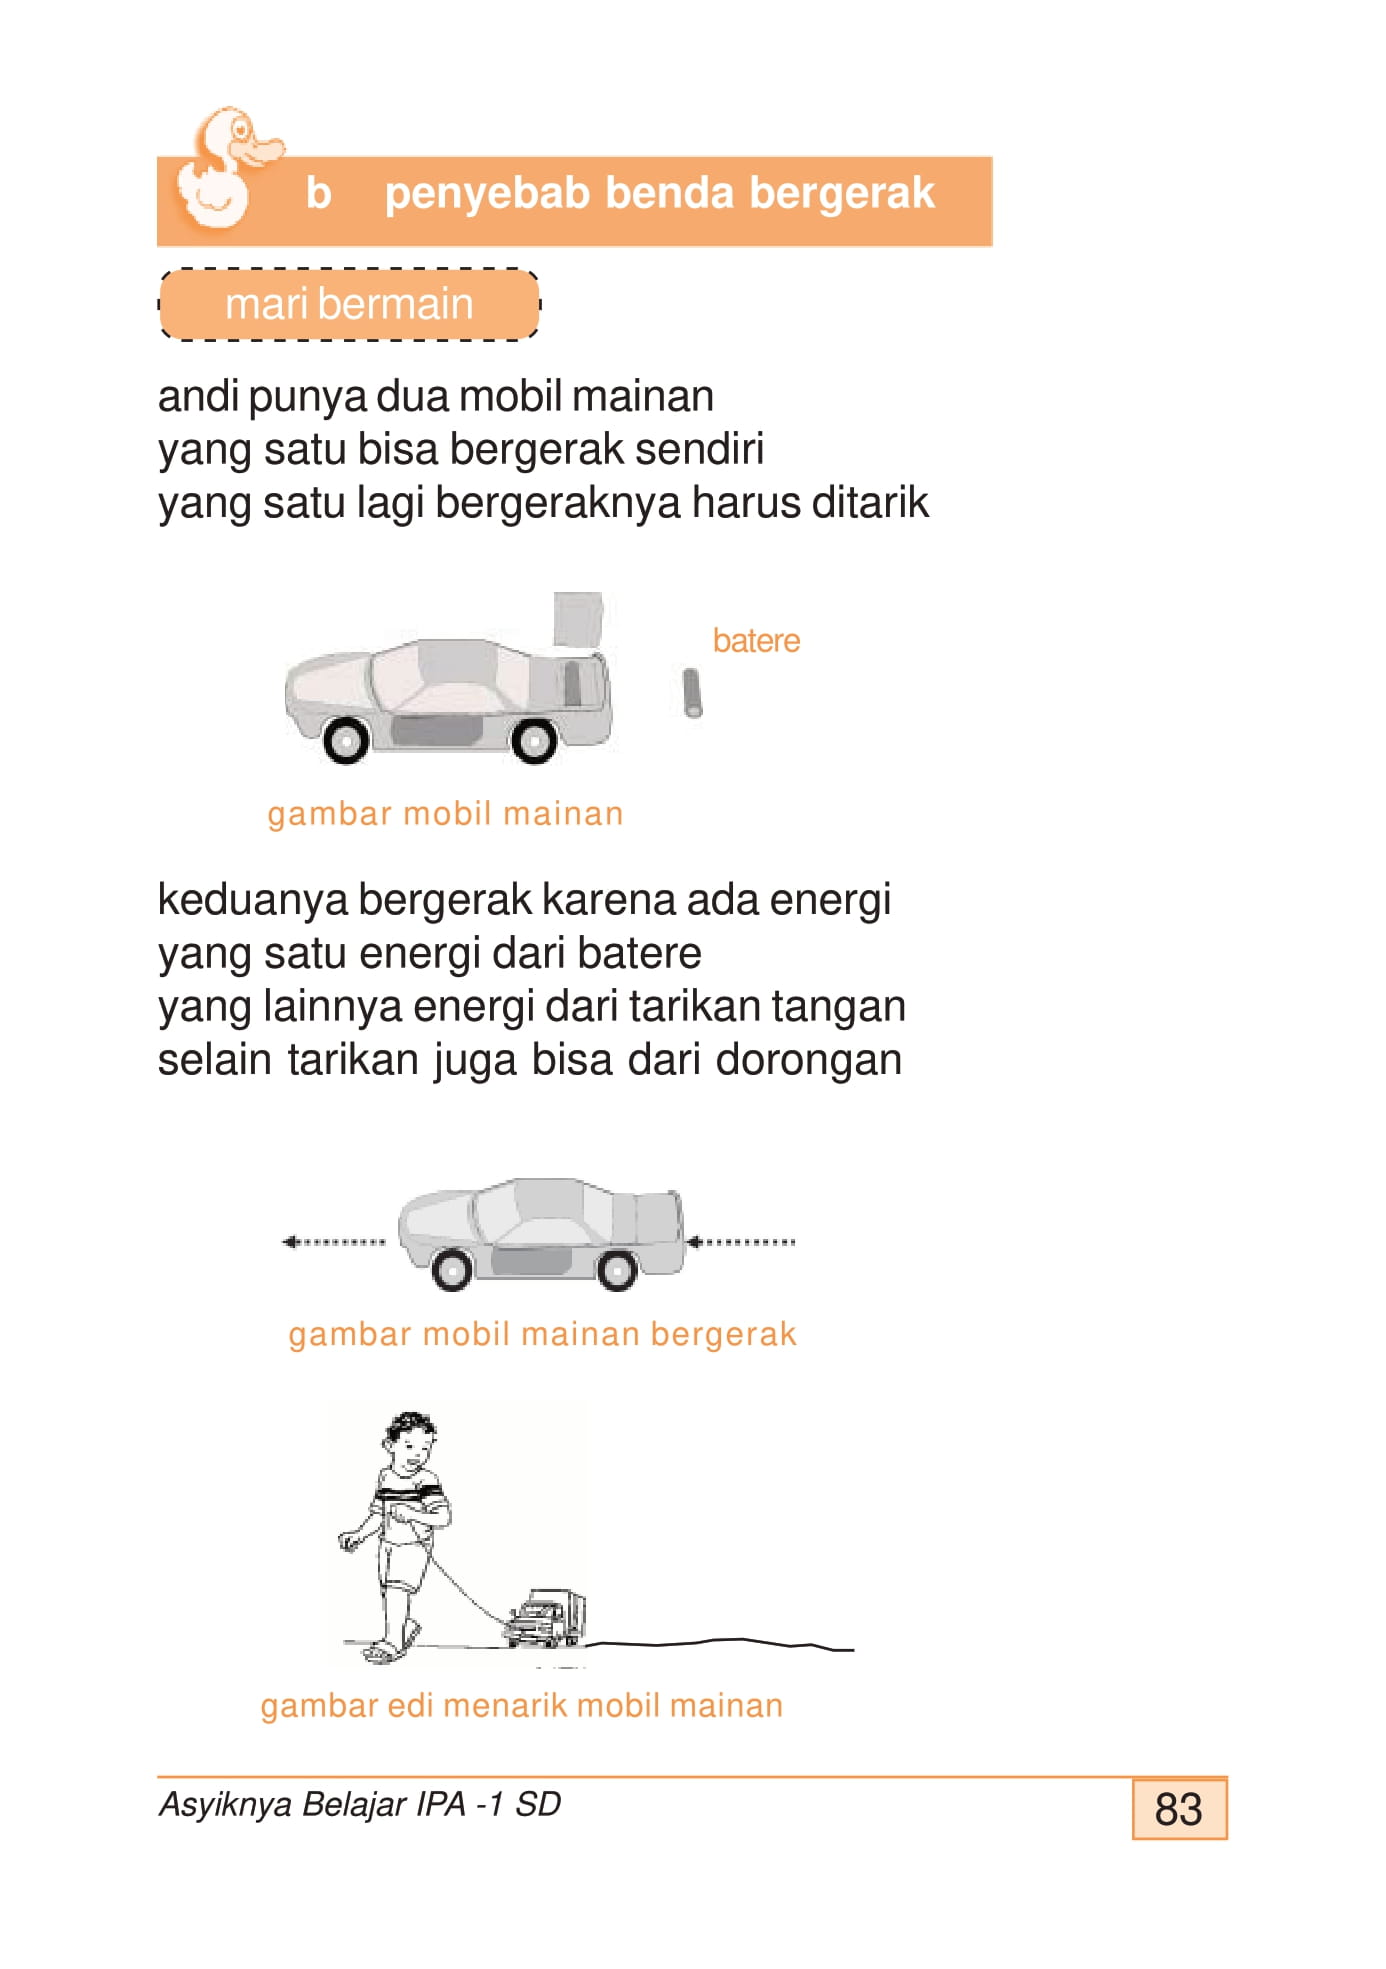 b penyebab benda bergerak
mari bermain
andi punya dua mobil mainan
yang satu bisa bergerak sendiri
yang satu lagi bergeraknya harus ditarik
batere
gambar mobil mainan
keduanya bergerak karena ada energi
yang satu energi dari batere
yang lainnya energi dari tarikan tangan
selain tarikan juga bisa dari dorongan
gambar mobil mainan bergerak
gambar edi menarik mobil mainan
Asyiknya Belajar IPA -1 SD
83